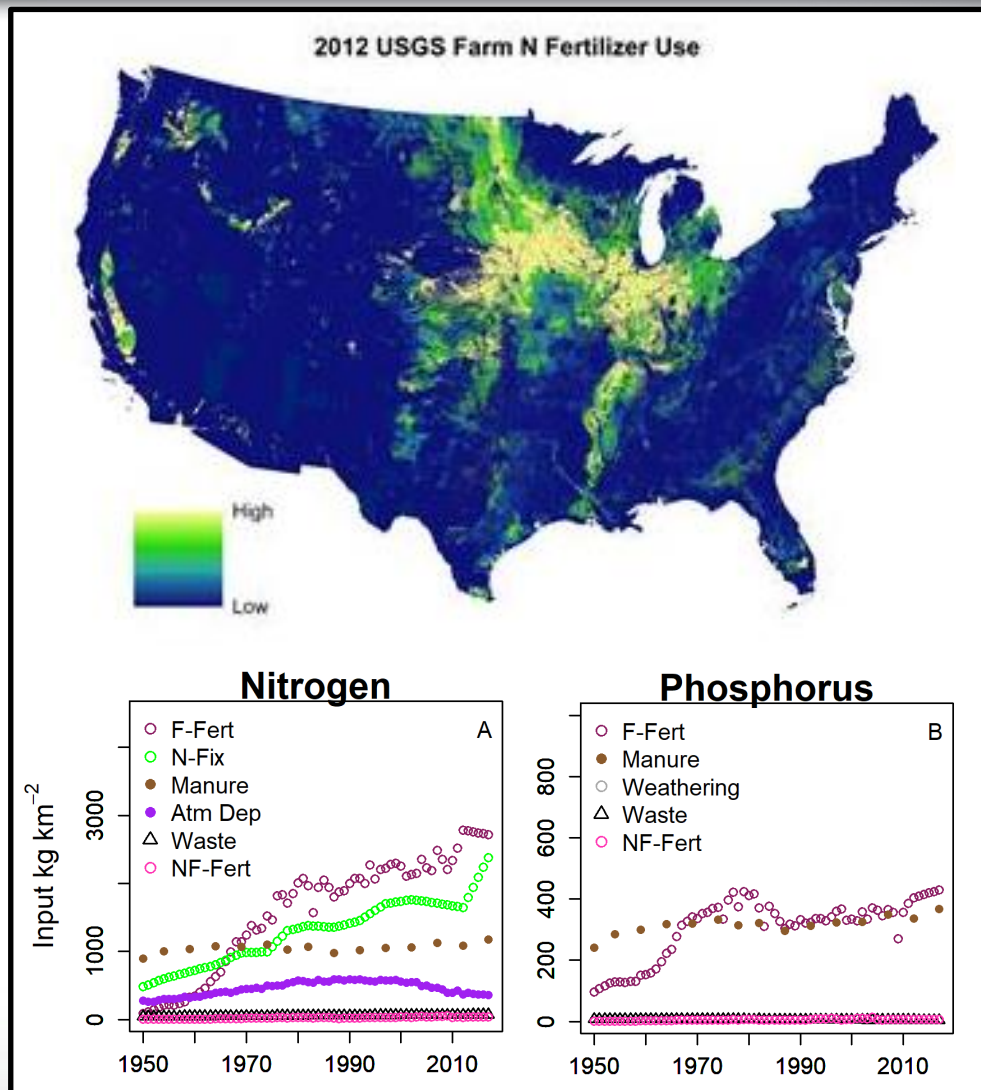 2012 USGS Farm N Fertilizer Use
High
Low
Nitrogen
A
F-Fert
N-Fix
Manure
Atm Dep
Waste
NF-Fert
Input kg km⁻²
3000
1000
0
1950 1970 1990 2010
Phosphorus
B
F-Fert
Manure
Weathering
Waste
NF-Fert
800
600
400
200
0
1950 1970 1990 2010